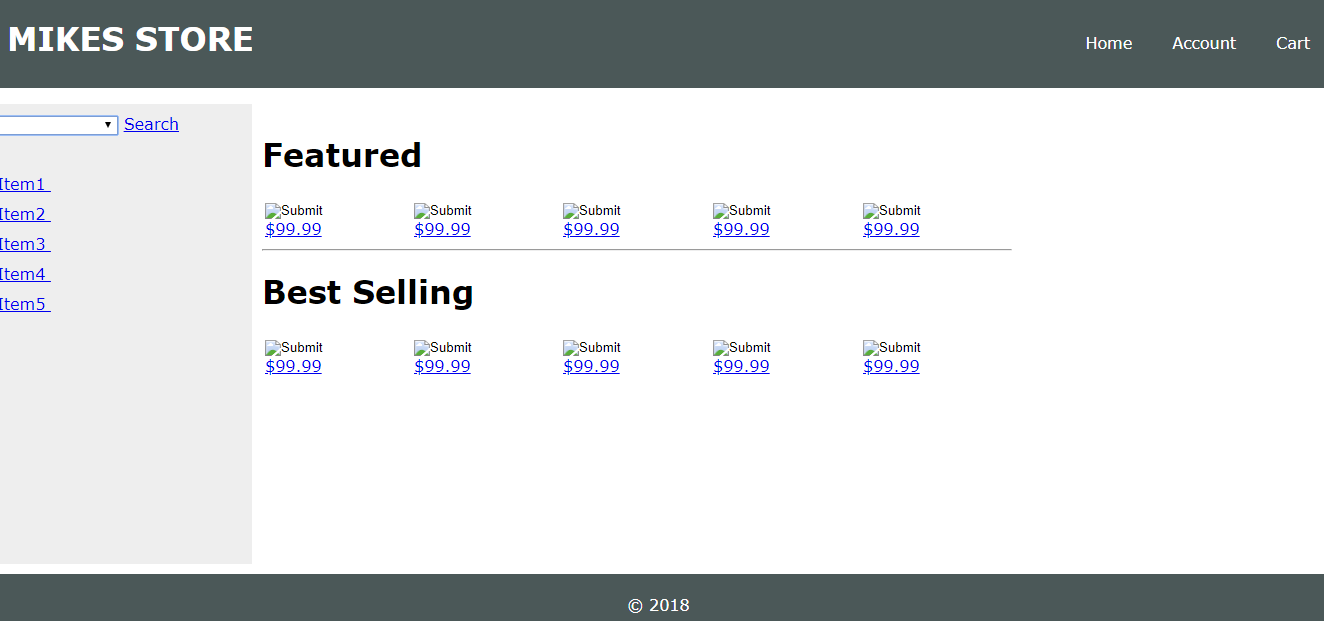 MIKES STORE
Home Account Cart
Search
Item1
Item2
Item3
Item4
Item5
Featured
Submit Submit Submit Submit Submit
$99.99 $99.99 $99.99 $99.99 $99.99
Best Selling
Submit Submit Submit Submit Submit
$99.99 $99.99 $99.99 $99.99 $99.99
© 2018